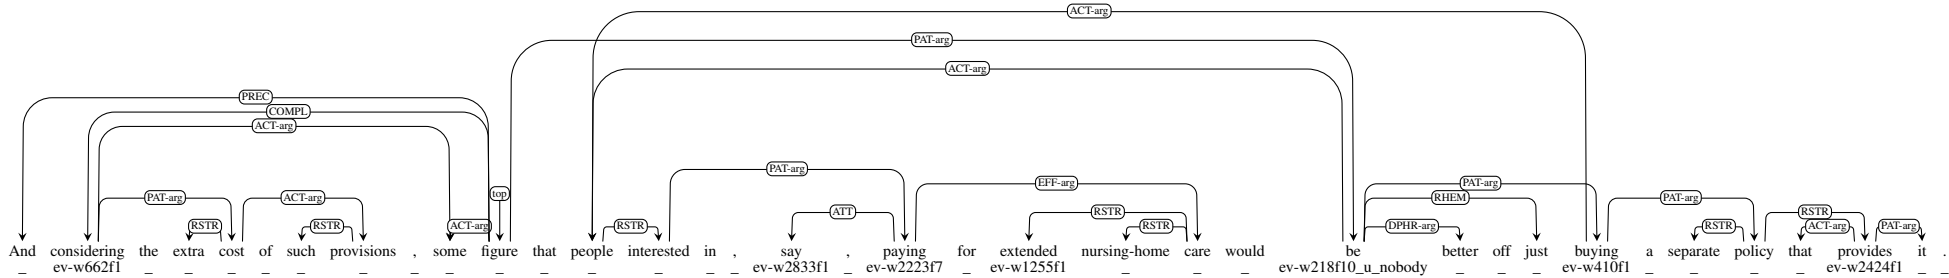 ACT-arg
PAT-arg
ACT-arg
PREC
COMPL
ACT-arg
PAT-arg
EFF-arg
PAT-arg
top
PAT-arg ACT-arg RHEM PAT-arg
ATT RSTR RSTR
RSTR RSTR ACT-arg RSTR RSTR DPHR-arg RSTR ACT-arg PAT-arg
And considering the extra cost of such provisions , some figure that people interested in , say , paying for extended nursing-home care would be better off just buying a separate policy that provides it .
_ ev-w662f1 _ _ _ _ _ _ _ _ _ _ _ _ _ _ ev-w2833f1 _ ev-w2223f7 _ ev-w1255f1 _ _ _ ev-w218f10_u_nobody _ _ _ ev-w410f1 _ _ _ _ ev-w2424f1 _ _